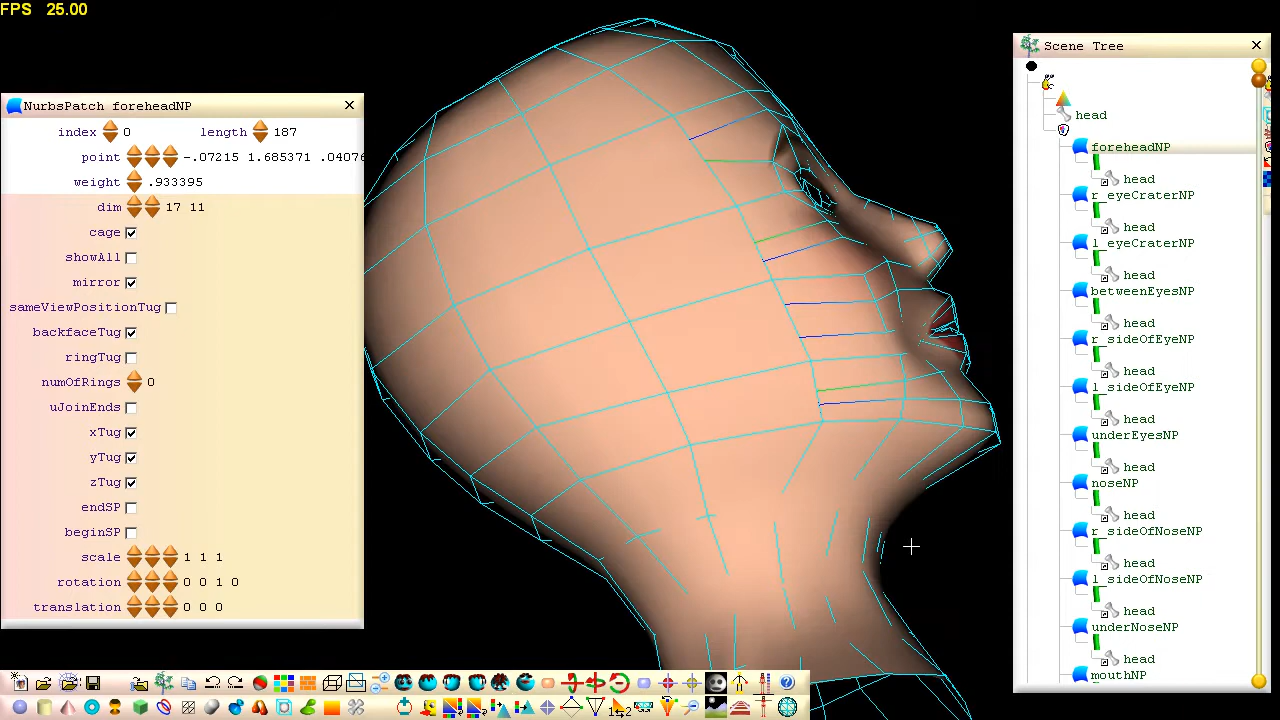 FPS 25.00
NurbsPatch foreheadNP
index 0 length 187
point -.07215 1.685371 .04076
weight .933395
dim 17 11
cage
showAll
mirror
sameViewPositionTug
backfaceTug
ringTug
numOfRings 0
uJoinEnds
xTug
yTug
zTug
endSP
beginSP
scale 1 1 1
rotation 0 0 1 0
translation 0 0 0
Scene Tree
head
foreheadNP
head
r_eyeCraterNP
head
l_eyeCraterNP
head
betweenEyesNP
head
r_sideOfEyeNP
head
l_sideOfEyeNP
head
underEyesNP
head
noseNP
head
r_sideOfNoseNP
head
l_sideOfNoseNP
head
underNoseNP
head
mouthNP